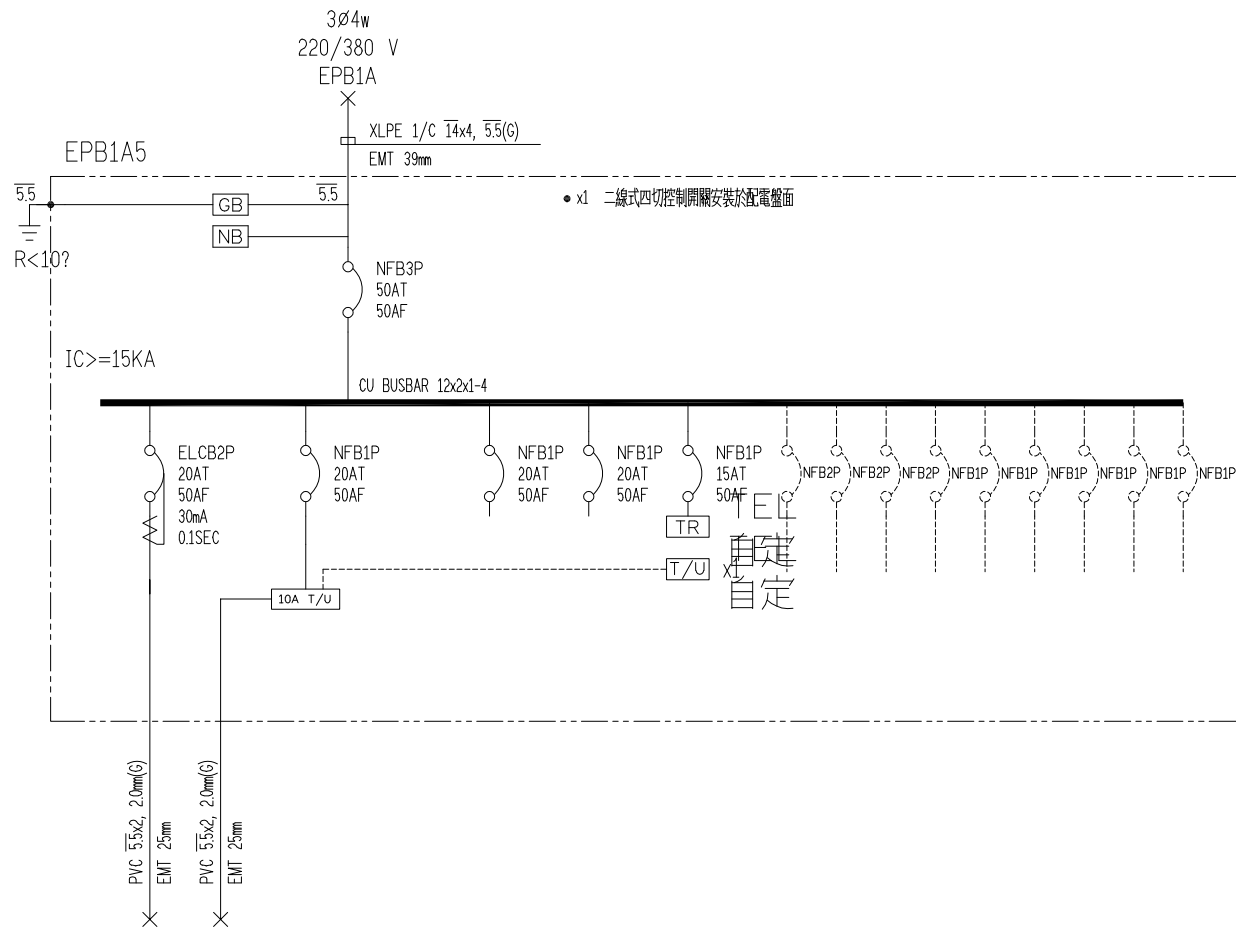 3Ø4w
220/380 V
EPB1A
XLPE 1/C 14x4, 5.5(G)
EMT 39mm
EPB1A5
5.5
5.5
GB
NB
R<10?
x1 二線式四切控制開關安裝於配電盤面
NFB3P
50AT
50AF
IC>=15KA
CU BUSBAR 12x2x1-4
ELCB2P
20AT
50AF
30mA
0.1SEC
NFB1P
20AT
50AF
NFB1P
20AT
50AF
NFB1P
20AT
50AF
NFB1P
15AT
50AF
NFB2P
NFB2P
NFB2P
NFB1P
NFB1P
NFB1P
NFB1P
NFB1P
NFB1P
TR
TEL
自定
T/U x1
自定
10A T/U
PVC 5.5x2, 2.0mm(G)
EMT 25mm
PVC 5.5x2, 2.0mm(G)
EMT 25mm